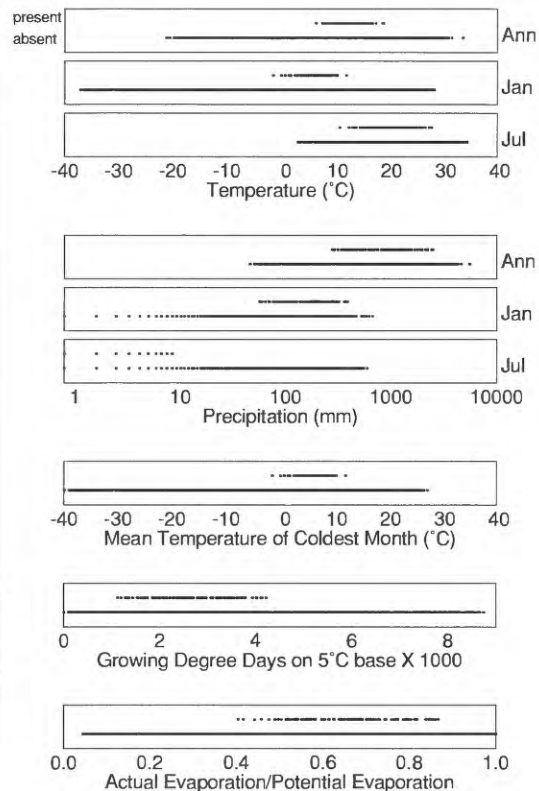 present
absent
Ann
Jan
Jul
-40 -30 -20 -10 0 10 20 30 40
Temperature (˚C)
Ann
Jan
Jul
1 10 100 1000 10000
Precipitation (mm)
-40 -30 -20 -10 0 10 20 30 40
Mean Temperature of Coldest Month (˚C)
0 2 4 6 8
Growing Degree Days on 5˚C base X 1000
0.0 0.2 0.4 0.6 0.8 1.0
Actual Evaporation/Potential Evaporation